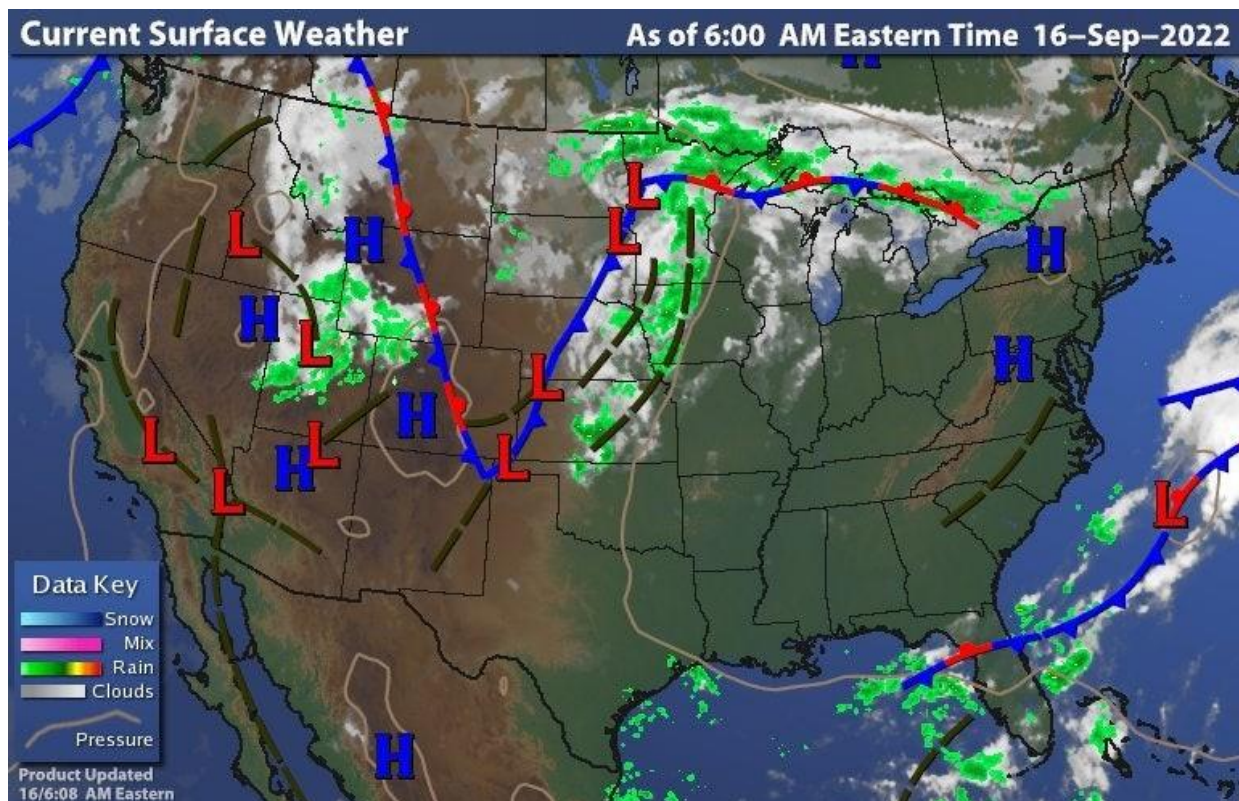 Current Surface Weather
As of 6:00 AM Eastern Time 16-Sep-2022
H
L
L
L
H
H
H
L
H
L
L
H
L
L
H
L
L
L
H
Data Key
Snow
Mix
Rain
Clouds
Pressure
Product Updated
16/6:08 AM Eastern